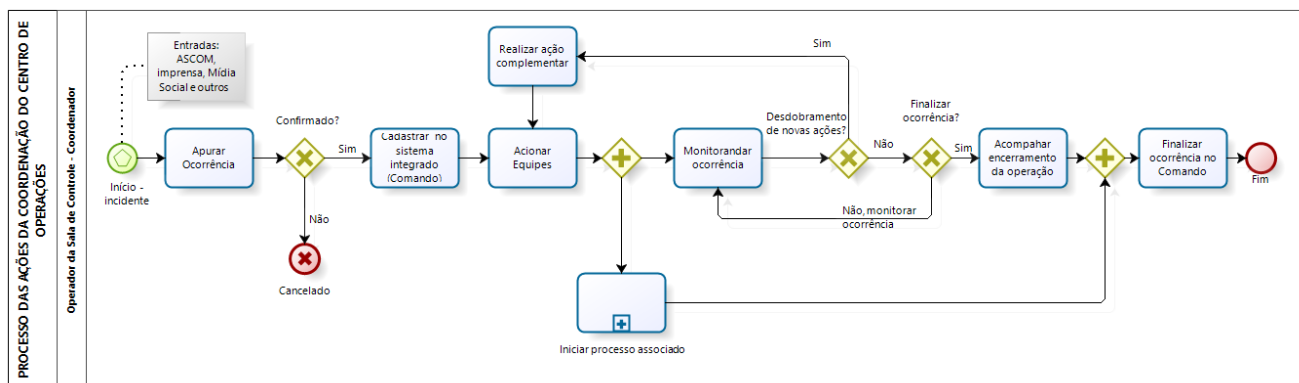 PROCESSO DAS AÇÕES DA COORDENAÇÃO DO CENTRO DE
OPERAÇÕES
Operador da Sala de Controle - Coordenador
Entradas:
ASCOM,
imprensa, Mídia
Social e outros
Início -
incidente
Apurar
Ocorrência
Confirmado?
Sim
Não
Cancelado
Cadastrar no
sistema
integrado
(Comando)
Realizar ação
complementar
Acionar
Equipes
Iniciar processo associado
Monitorandar
ocorrência
Sim
Desdobramento
de novas ações?
Não
Finalizar
ocorrência?
Sim
Não, monitorar
ocorrência
Acompahar
encerramento
da operação
Finalizar
ocorrência no
Comando
Fim